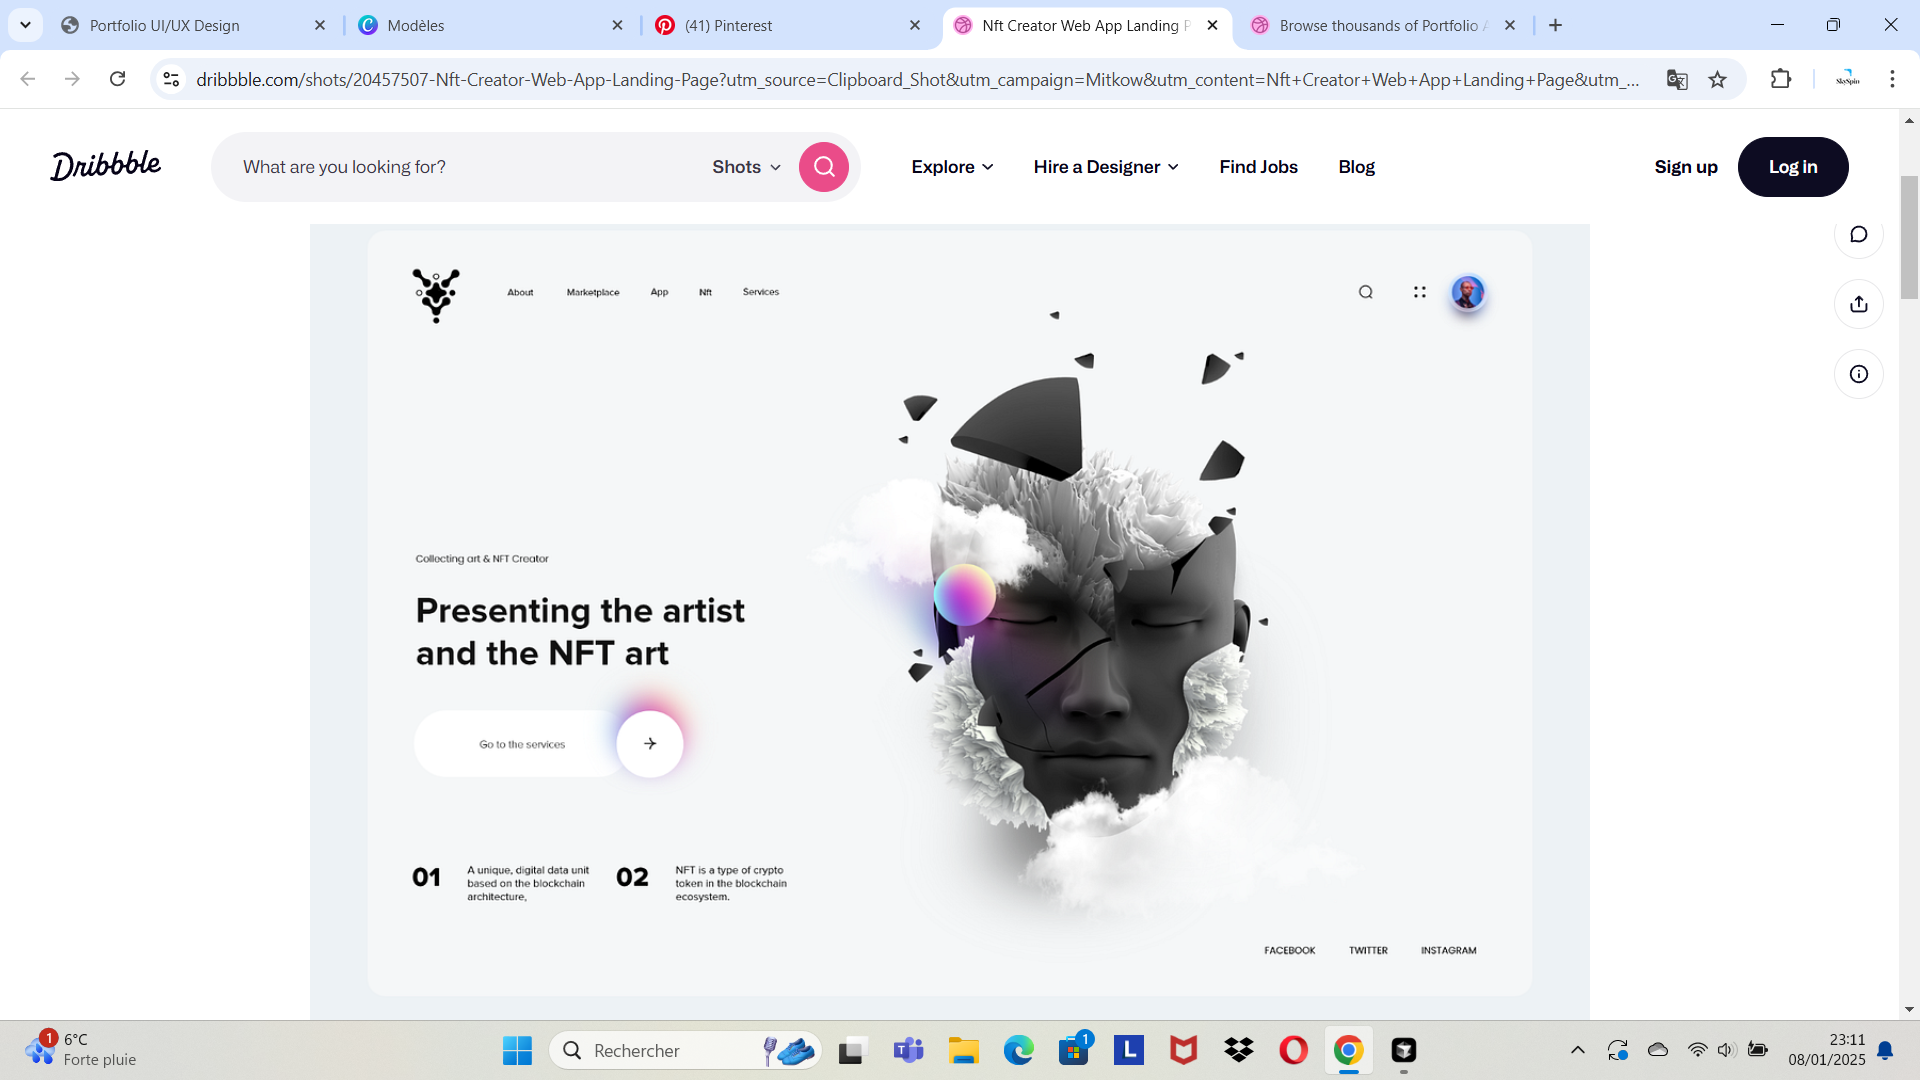 Portfolio UI/UX Design
Modèles
(41) Pinterest
Nft Creator Web App Landing P
Browse thousands of Portfolio A
dribbble.com/shots/20457507-Nft-Creator-Web-App-Landing-Page?utm_source=Clipboard_Shot&utm_campaign=Mitkow&utm_content=Nft+Creator+Web+App+Landing+Page&utm_...
SkySpin
Dribbble
What are you looking for?
Shots
Explore
Hire a Designer
Find Jobs
Blog
Sign up
Log in
About
Marketplace
App
Nft
Services
Collecting art & NFT Creator
Presenting the artist
and the NFT art
Go to the services
01
A unique, digital data unit
based on the blockchain
architecture,
02
NFT is a type of crypto
token in the blockchain
ecosystem.
FACEBOOK
TWITTER
INSTAGRAM
1
6°C
Forte pluie
Rechercher
1
L
23:11
08/01/2025